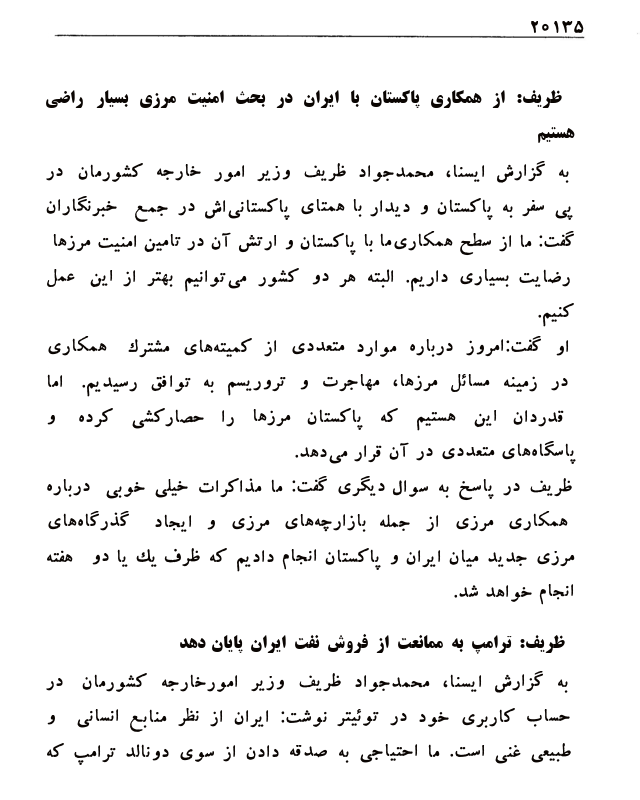 ۲۰۱۳۵
ظریف: از همکاری پاکستان با ایران در بحث امنیت مرزی بسیار راضی
هستیم
به گزارش ایسنا، محمدجواد ظریف وزیر امور خارجه کشورمان در
پی سفر به پاکستان و دیدار با همتای پاکستانی‌اش در جمع خبرنگاران
گفت: ما از سطح همکاری‌ما با پاکستان و ارتش آن در تامین امنیت مرزها
رضایت بسیاری داریم. البته هر دو کشور می‌توانیم بهتر از این عمل
کنیم.
او گفت:امروز درباره موارد متعددی از کمیته‌های مشترك همکاری
در زمینه مسائل مرزها، مهاجرت و تروریسم به توافق رسیدیم. اما
قدردان این هستیم که پاکستان مرزها را حصارکشی کرده و
پاسگاه‌های متعددی در آن قرار می‌دهد.
ظریف در پاسخ به سوال دیگری گفت: ما مذاکرات خیلی خوبی درباره
همکاری مرزی از جمله بازارچه‌های مرزی و ایجاد گذرگاه‌های
مرزی جدید میان ایران و پاکستان انجام دادیم که ظرف یك یا دو هفته
انجام خواهد شد.
ظریف: ترامپ به ممانعت از فروش نفت ایران پایان دهد
به گزارش ایسنا، محمدجواد ظریف وزیر امورخارجه کشورمان در
حساب کاربری خود در توئیتر نوشت: ایران از نظر منابع انسانی و
طبیعی غنی است. ما احتیاجی به صدقه دادن از سوی دونالد ترامپ که